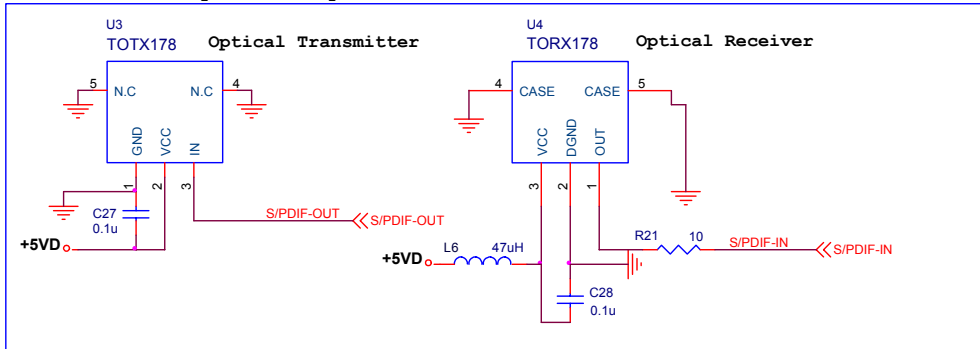 U3
TOTX178
Optical Transmitter
5
N.C
N.C
4
GND
VCC
IN
1
2
3
C27
0.1u
+5VD
S/PDIF-OUT
S/PDIF-OUT
U4
TORX178
Optical Receiver
4
CASE
CASE
5
VCC
DGND
OUT
3
2
1
+5VD
L6
47uH
C28
0.1u
R21
10
S/PDIF-IN
S/PDIF-IN